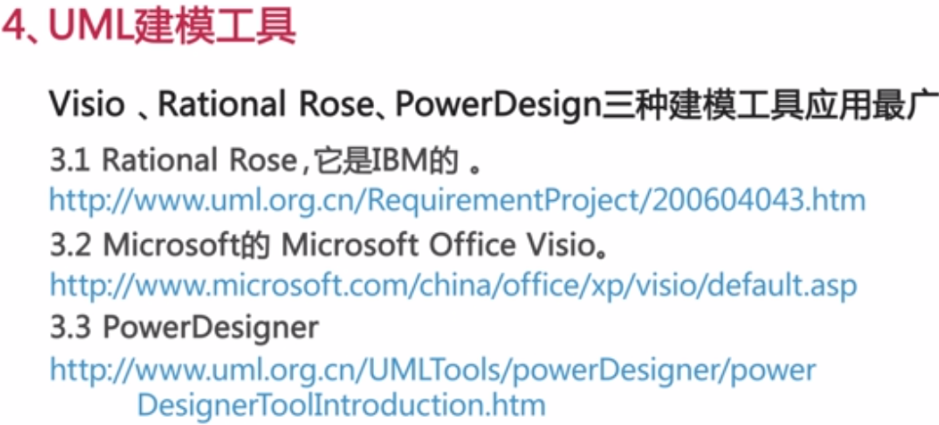 4、UML建模工具
Visio 、Rational Rose、PowerDesign三种建模工具应用最广
3.1 Rational Rose,它是IBM的 。
http://www.uml.org.cn/RequirementProject/200604043.htm
3.2 Microsoft的 Microsoft Office Visio。
http://www.microsoft.com/china/office/xp/visio/default.asp
3.3 PowerDesigner
http://www.uml.org.cn/UMLTools/powerDesigner/power
DesignerToolIntroduction.htm